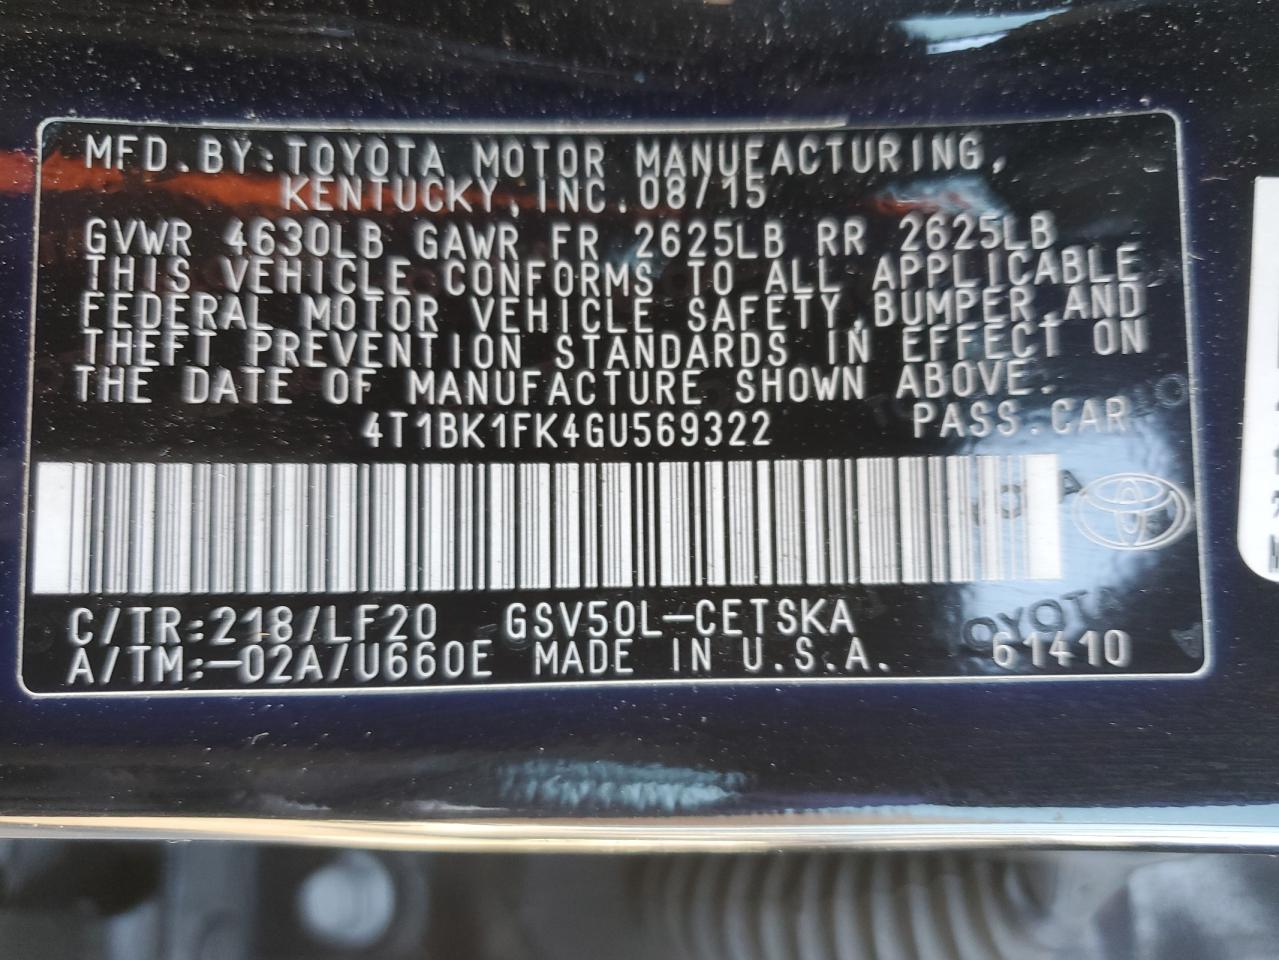 MFD.BY:TOYOTA MOTOR MANUFACTURING,
KENTUCKY,INC.08/15
GVWR 4630LB GAWR FR 2625LB RR 2625LB
THIS VEHICLE CONFORMS TO ALL APPLICABLE
FEDERAL MOTOR VEHICLE SAFETY,BUMPER,AND
THEFT PREVENTION STANDARDS IN EFFECT ON
THE DATE OF MANUFACTURE SHOWN ABOVE.
4T1BK1FK4GU569322 PASS.CAR
C/TR:218/LF20 GSV50L-CETSKA
A/TM:-02A/U660E MADE IN U.S.A. 61410
TOYOTA